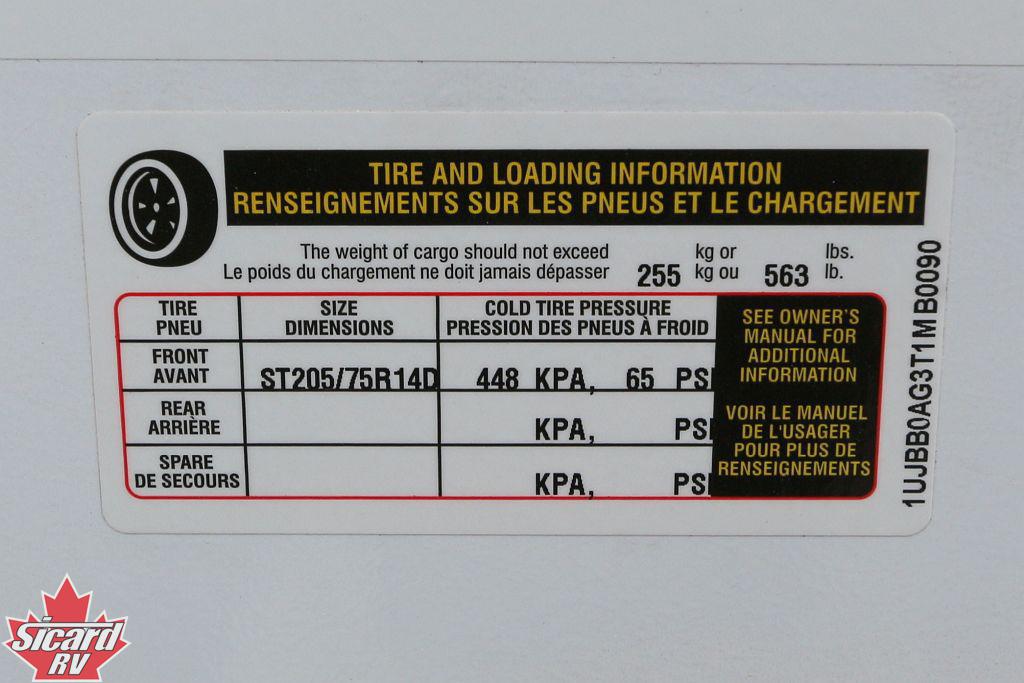 TIRE AND LOADING INFORMATION
RENSEIGNEMENTS SUR LES PNEUS ET LE CHARGEMENT
The weight of cargo should not exceed kg or lbs.
Le poids du chargement ne doit jamais dépasser 255 kg ou 563 lb.
TIRE SIZE COLD TIRE PRESSURE
PNEU DIMENSIONS PRESSION DES PNEUS À FROID
FRONT
AVANT ST205/75R14D 448 KPA, 65 PSI
REAR
ARRIÈRE KPA, PSI
SPARE
DE SECOURS KPA, PSI
SEE OWNER'S
MANUAL FOR
ADDITIONAL
INFORMATION
VOIR LE MANUEL
DE L'USAGER
POUR PLUS DE
RENSEIGNEMENTS
1UJBB0AG3T1MB0090
Sicard
RV